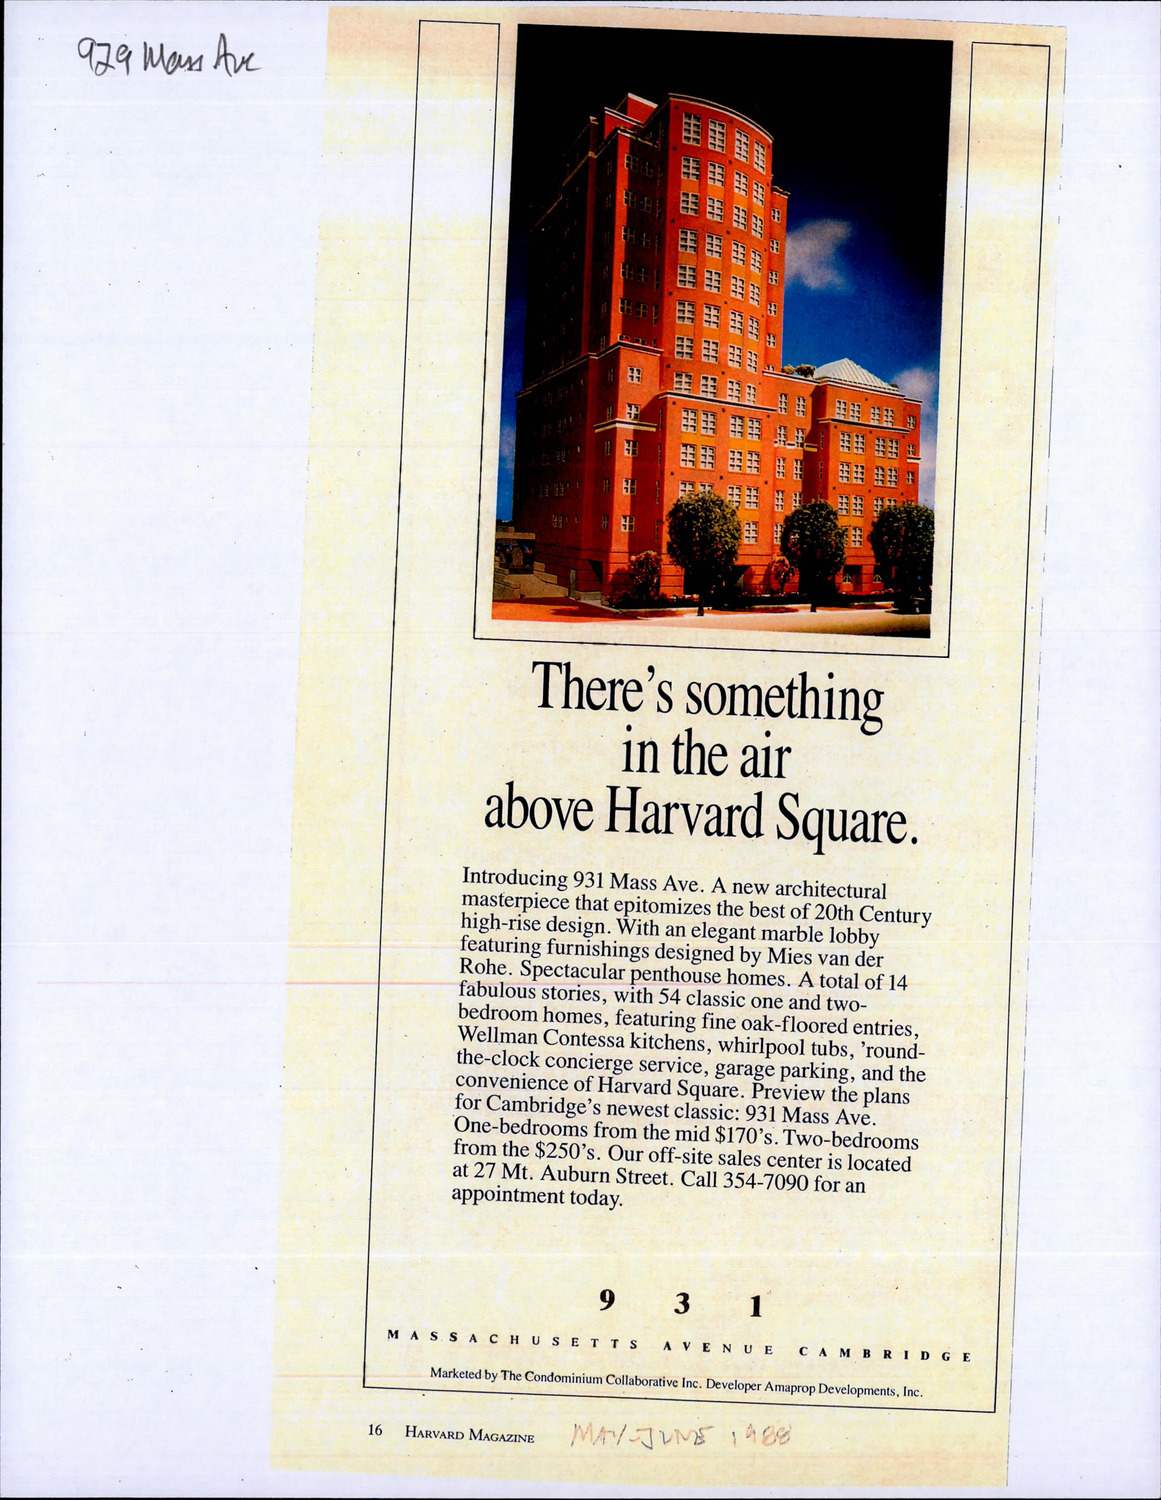 929 Mass Ave
There's something
in the air
above Harvard Square.
Introducing 931 Mass Ave. A new architectural
masterpiece that epitomizes the best of 20th Century
high-rise design. With an elegant marble lobby
featuring furnishings designed by Mies van der
Rohe. Spectacular penthouse homes. A total of 14
fabulous stories, with 54 classic one and two-
bedroom homes, featuring fine oak-floored entries,
Wellman Contessa kitchens, whirlpool tubs, 'round-
the-clock concierge service, garage parking, and the
convenience of Harvard Square. Preview the plans
for Cambridge's newest classic: 931 Mass Ave.
One-bedrooms from the mid $170's. Two-bedrooms
from the $250's. Our off-site sales center is located
at 27 Mt. Auburn Street. Call 354-7090 for an
appointment today.
9 3 1
MASSACHUSETTS AVENUE CAMBRIDGE
Marketed by The Condominium Collaborative Inc. Developer Amaprop Developments, Inc.
16 HARVARD MAGAZINE MAY-JUNE 1988